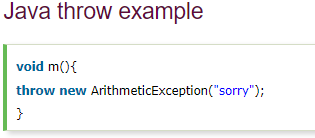 Java throw example
void m(){
throw new ArithmeticException("sorry");
}